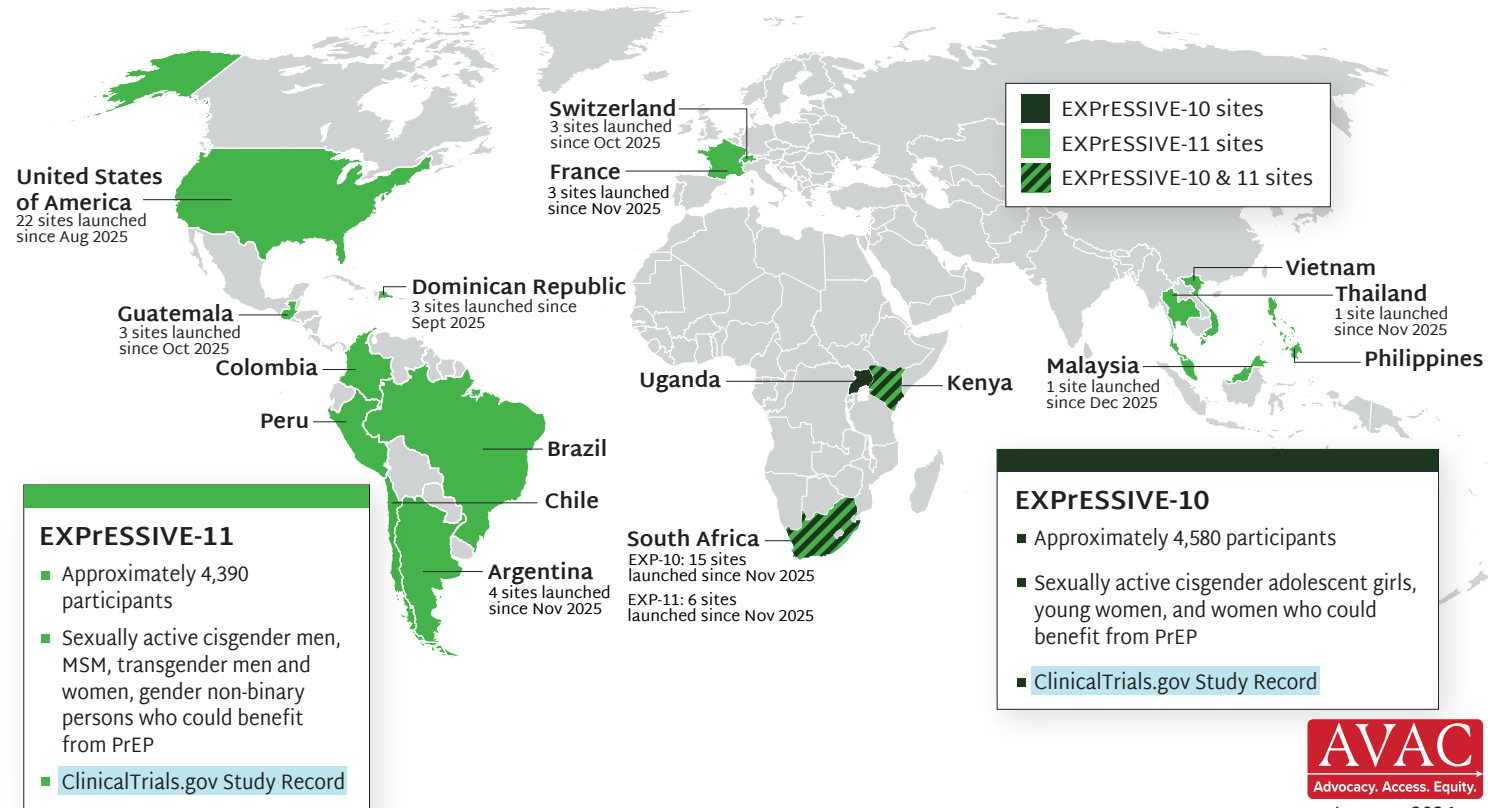 Switzerland
3 sites launched
since Oct 2025
France
3 sites launched
since Nov 2025
EXPrESSIVE-10 sites
EXPrESSIVE-11 sites
EXPrESSIVE-10 & 11 sites
United States
of America
22 sites launched
since Aug 2025
Dominican Republic
3 sites launched since
Sept 2025
Guatemala
3 sites launched
since Oct 2025
Colombia
Peru
Brazil
Chile
Argentina
4 sites launched
since Nov 2025
Uganda
Kenya
South Africa
EXP-10: 15 sites
launched since Nov 2025
EXP-11: 6 sites
launched since Nov 2025
Vietnam
Thailand
1 site launched
since Nov 2025
Malaysia
1 site launched
since Dec 2025
Philippines
EXPrESSIVE-11
Approximately 4,390
participants
Sexually active cisgender men,
MSM, transgender men and
women, gender non-binary
persons who could benefit
from PrEP
ClinicalTrials.gov Study Record
EXPrESSIVE-10
Approximately 4,580 participants
Sexually active cisgender adolescent girls,
young women, and women who could
benefit from PrEP
ClinicalTrials.gov Study Record
AVAC
Advocacy. Access. Equity.